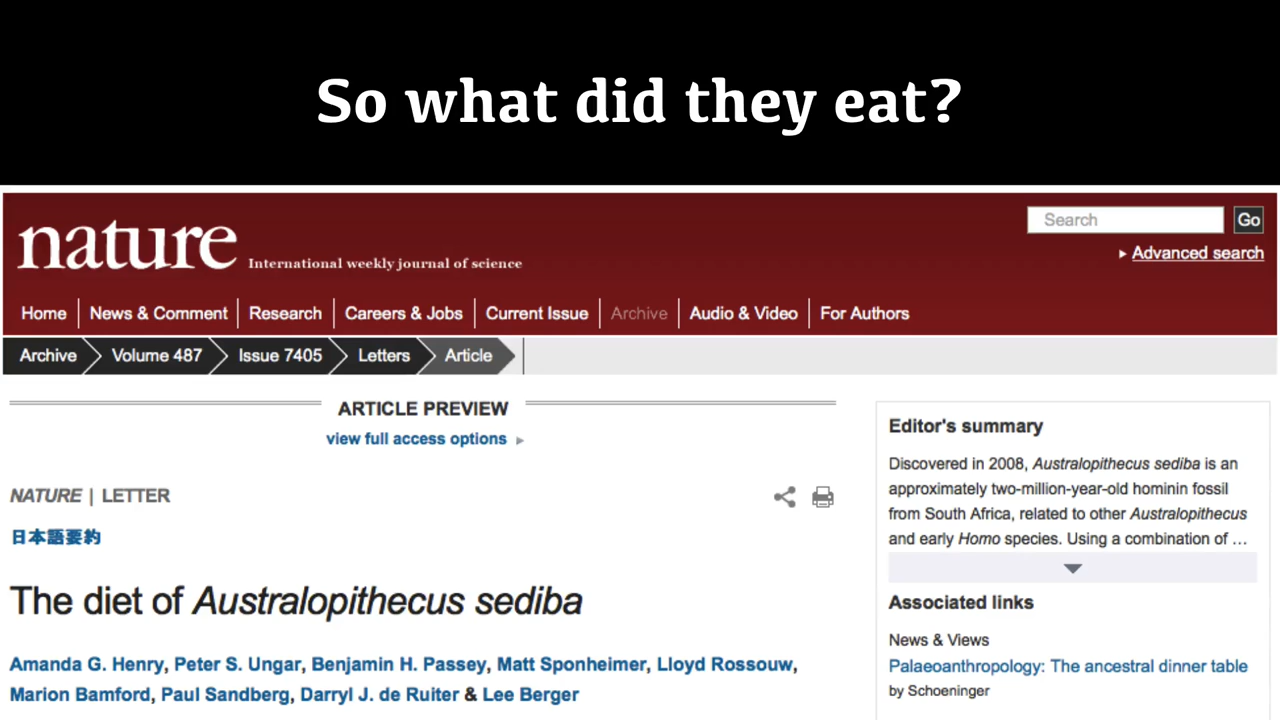 So what did they eat?
nature International weekly journal of science
Search Go
Advanced search
Home News & Comment Research Careers & Jobs Current Issue Archive Audio & Video For Authors
Archive Volume 487 Issue 7405 Letters Article
ARTICLE PREVIEW
view full access options
NATURE | LETTER
日本語要約
The diet of Australopithecus sediba
Amanda G. Henry, Peter S. Ungar, Benjamin H. Passey, Matt Sponheimer, Lloyd Rossouw,
Marion Bamford, Paul Sandberg, Darryl J. de Ruiter & Lee Berger
Editor's summary
Discovered in 2008, Australopithecus sediba is an
approximately two-million-year-old hominin fossil
from South Africa, related to other Australopithecus
and early Homo species. Using a combination of …
Associated links
News & Views
Palaeoanthropology: The ancestral dinner table
by Schoeninger